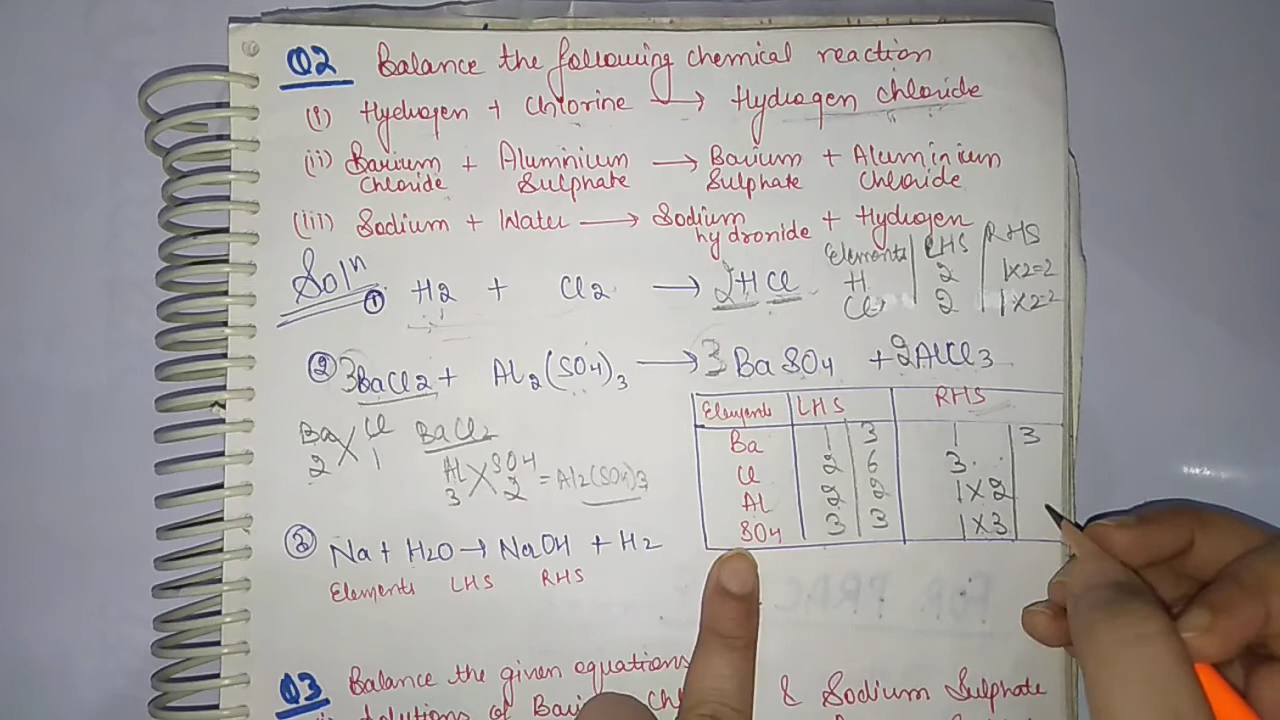 Q2 Balance the following chemical reaction
(i) Hydrogen + Chlorine → Hydrogen chloride
(ii) Barium Chloride + Aluminium Sulphate → Barium Sulphate + Aluminium Chloride
(iii) Sodium + Water → Sodium hydronide + Hydrogen
Elements LHS RHS
H 2 1×2=2
Cl 2 1×2=2
Soln
① H2 + Cl2 → 2HCl
② 3BaCl2 + Al2(SO4)3 → 3BaSO4 + 2AlCl3
Ba Cl BaCl2
2 1
Al SO4 = Al2(SO4)3
3 2
Elements LHS RHS
Ba 1 3 1 3
Cl 2 6 3
Al 2 2 1×2
SO4 3 3 1×3
③ Na + H2O → NaOH + H2
Elements LHS RHS
Q3 Balance the given equations
Solutions of & Sodium Sulphate